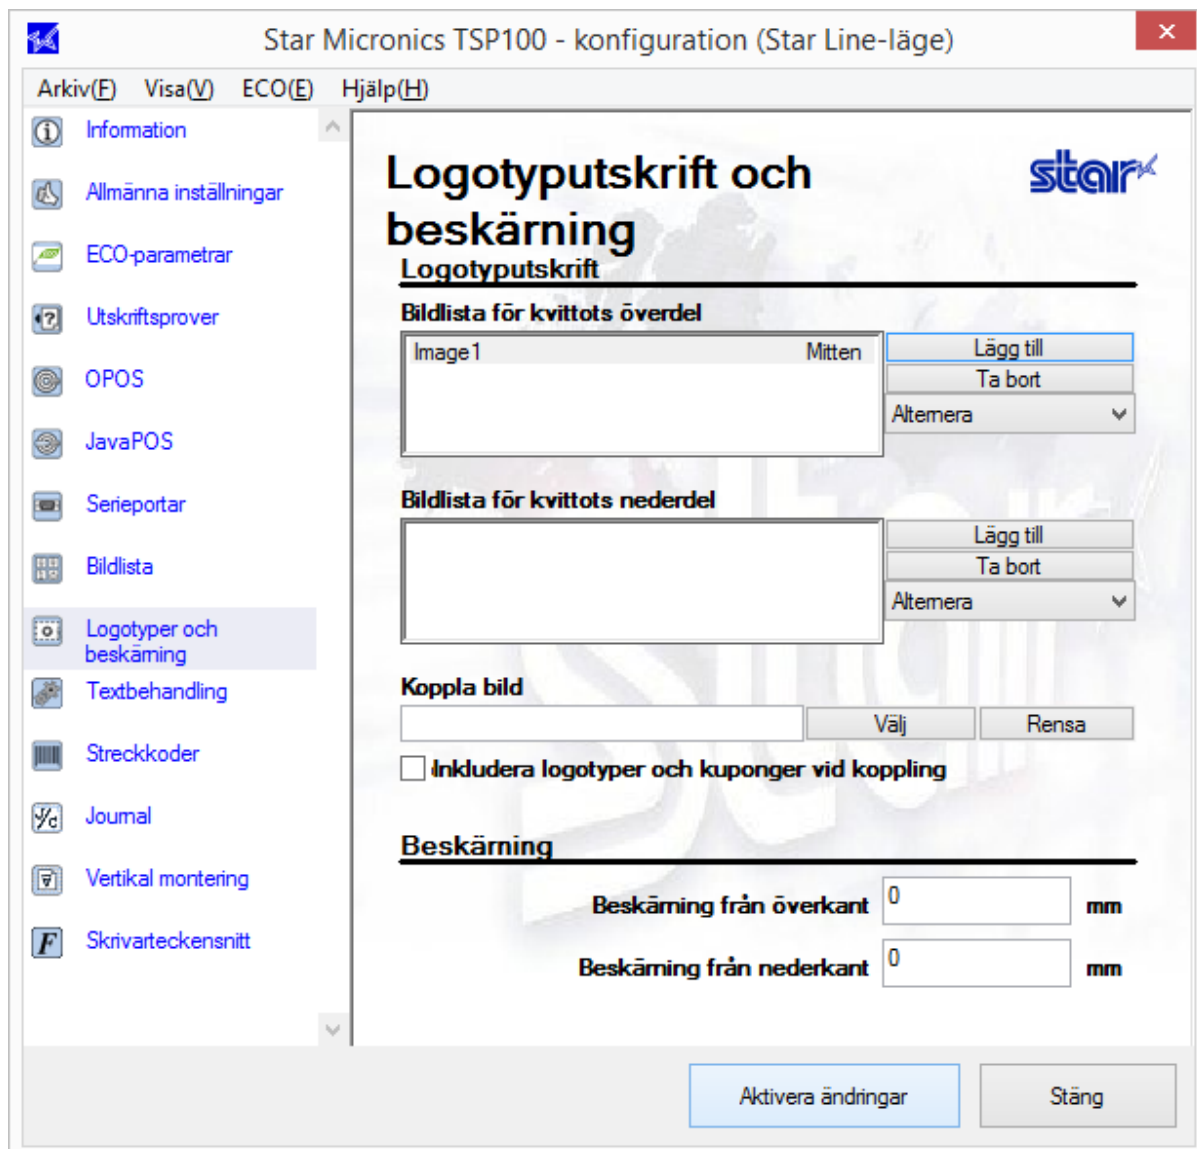 Star Micronics TSP100 - konfiguration (Star Line-läge)
Arkiv(F) Visa(V) ECO(E) Hjälp(H)
Information
Allmänna inställningar
ECO-parametrar
Utskriftsprover
OPOS
JavaPOS
Serieportar
Bildlista
Logotyper och
beskärning
Textbehandling
Streckkoder
Journal
Vertikal montering
Skrivarteckensnitt
Logotyputskrift och
beskärning
star
Logotyputskrift
Bildlista för kvittots överdel
Image1 Mitten
Lägg till
Ta bort
Alternera
Bildlista för kvittots nederdel
Lägg till
Ta bort
Alternera
Koppla bild
Välj Rensa
Inkludera logotyper och kuponger vid koppling
Beskärning
Beskärning från överkant 0 mm
Beskärning från nederkant 0 mm
Aktivera ändringar Stäng